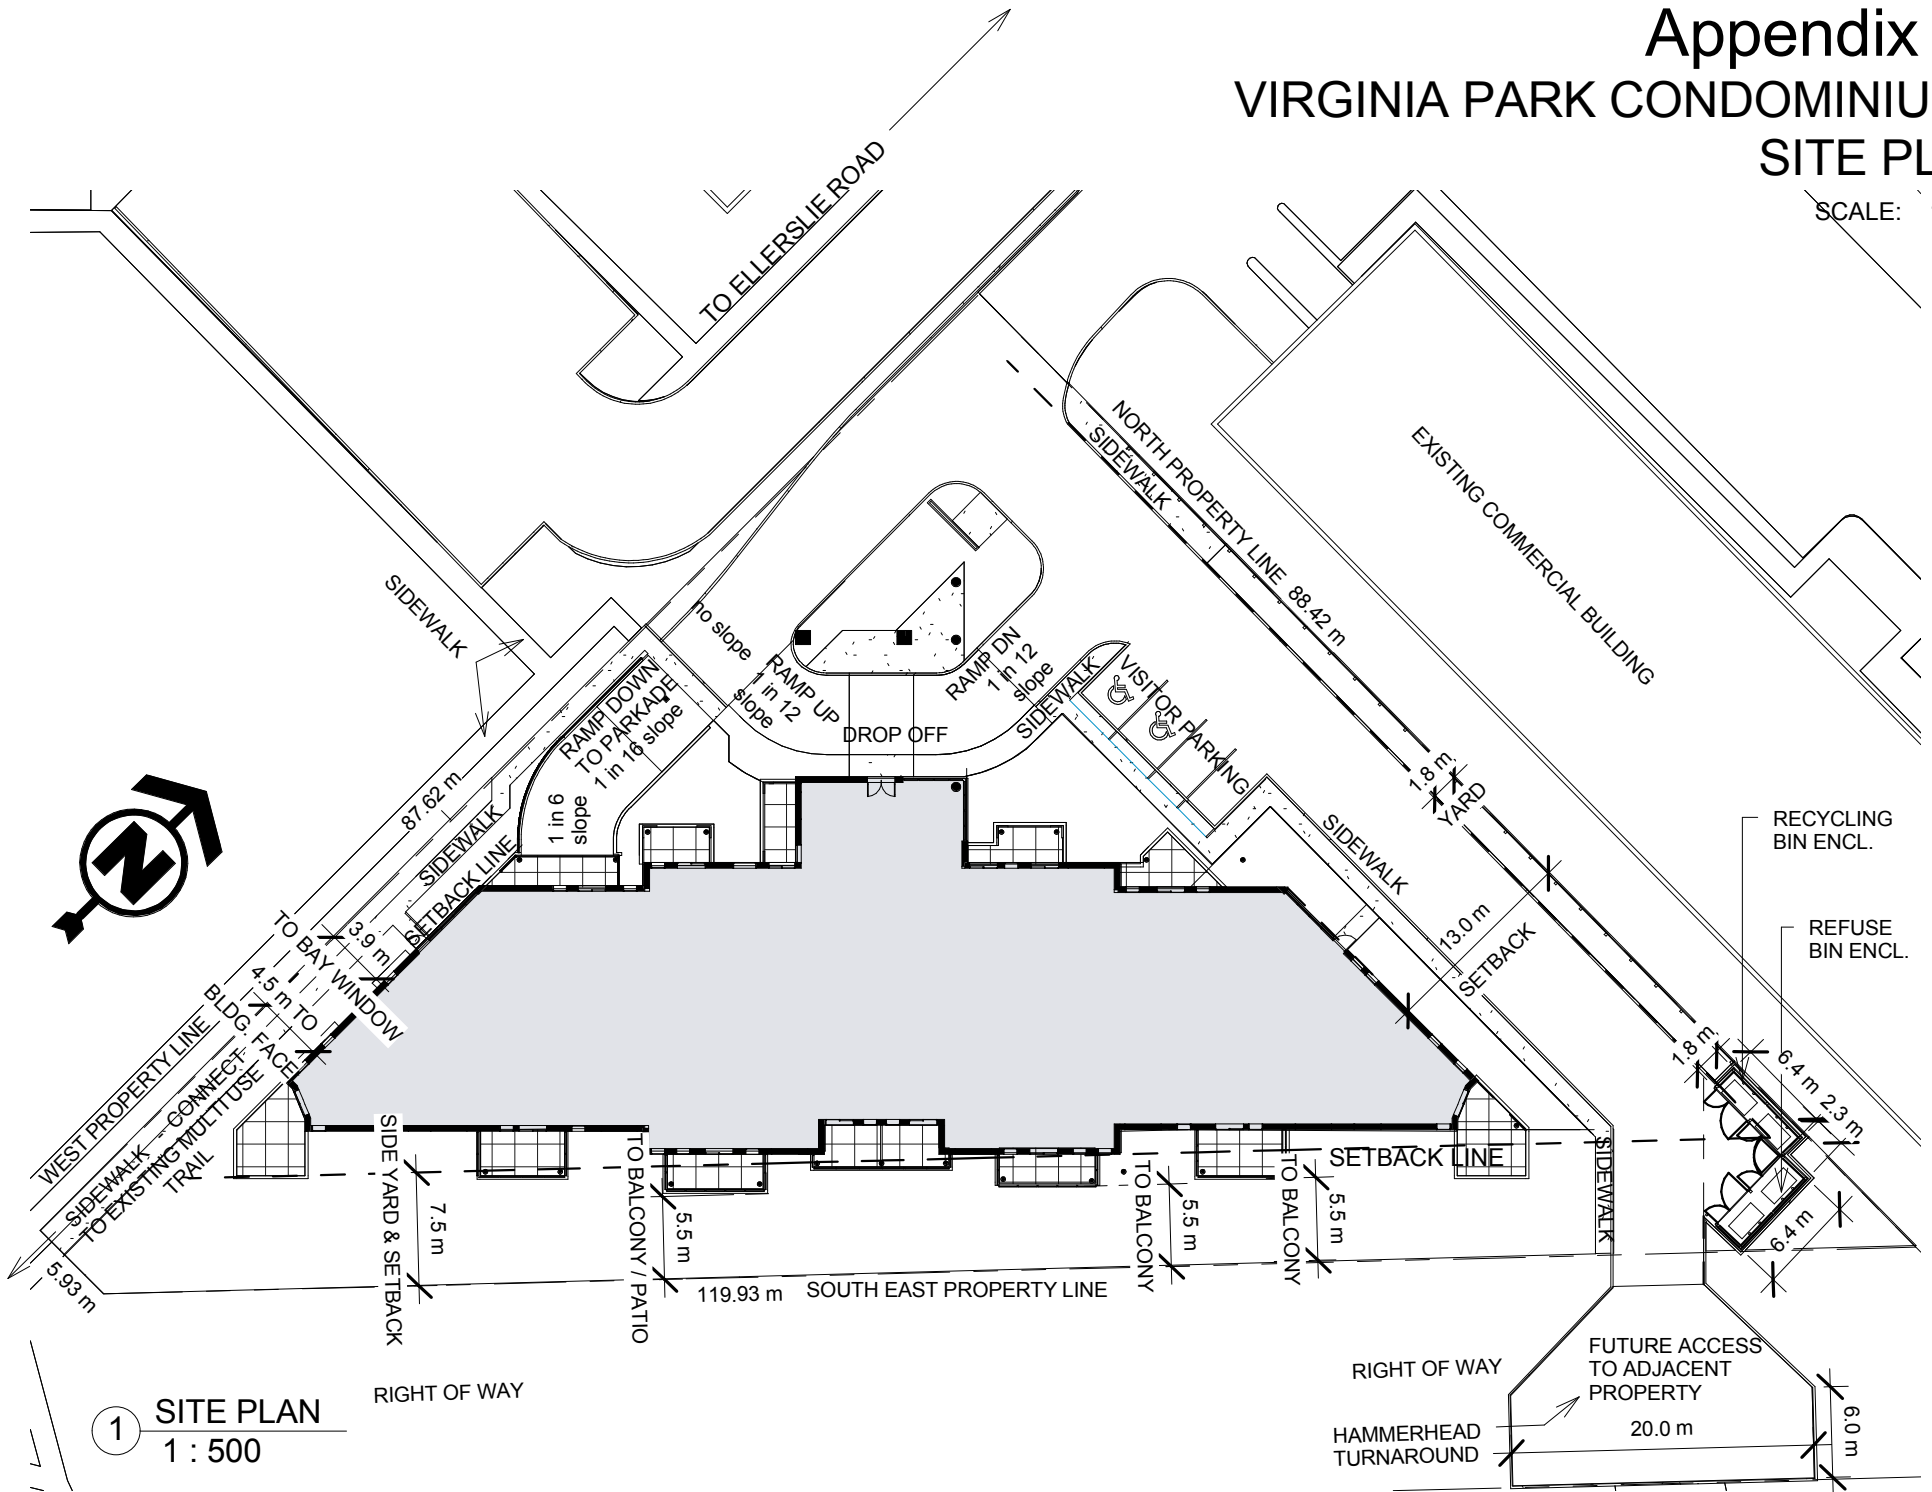 Appendix
VIRGINIA PARK CONDOMINIU
SITE PL
SCALE:
TO ELLERSLIE ROAD
NORTH PROPERTY LINE 88.42 m
SIDEWALK
EXISTING COMMERCIAL BUILDING
SIDEWALK
no slope
RAMP UP
1 in 12
slope
RAMP DN
1 in 12
slope
RAMP DOWN
TO PARKADE
1 in 16 slope
1 in 6
slope
DROP OFF
SIDEWALK
VISITOR PARKING
1.8 m
YARD
87.62 m
SIDEWALK
SETBACK LINE
SIDEWALK
RECYCLING
BIN ENCL.
REFUSE
BIN ENCL.
13.0 m
SETBACK
N
3.9 m
TO BAY WINDOW
4.5 m TO
BLDG. FACE
WEST PROPERTY LINE
SIDEWALK - CONNECT
TO EXISTING MULTI USE
TRAIL
5.93 m
1.8 m
6.4 m
2.3 m
6.4 m
SIDE YARD & SETBACK
7.5 m
TO BALCONY / PATIO
5.5 m
TO BALCONY
5.5 m
TO BALCONY
5.5 m
SETBACK LINE
SIDEWALK
119.93 m
SOUTH EAST PROPERTY LINE
RIGHT OF WAY
RIGHT OF WAY
FUTURE ACCESS
TO ADJACENT
PROPERTY
HAMMERHEAD
TURNAROUND
20.0 m
6.0 m
1
SITE PLAN
1 : 500